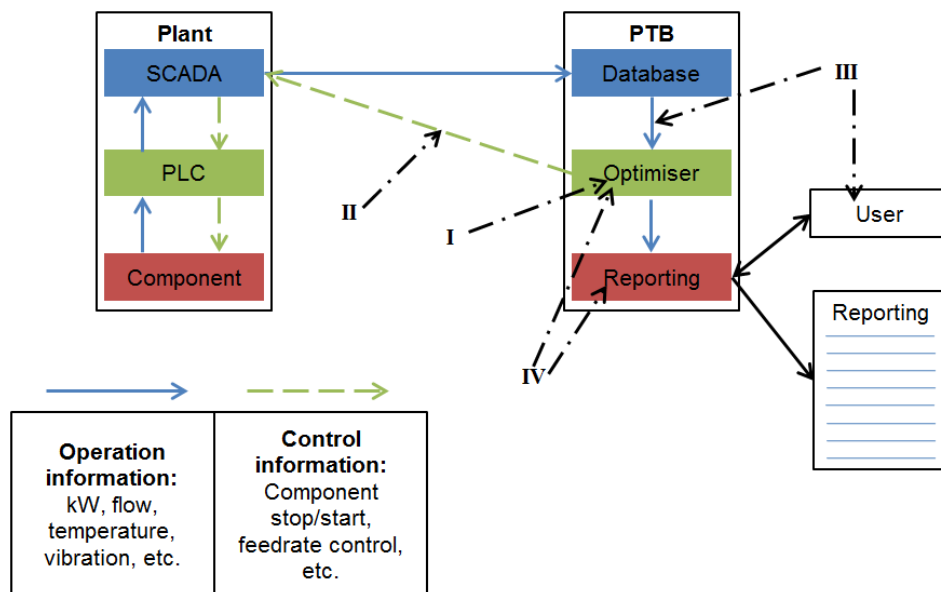 Plant
SCADA
PLC
Component
PTB
Database
Optimiser
Reporting
I
II
III
IV
User
Reporting
Operation
information:
kW, flow,
temperature,
vibration, etc.
Control
information:
Component
stop/start,
feedrate control,
etc.